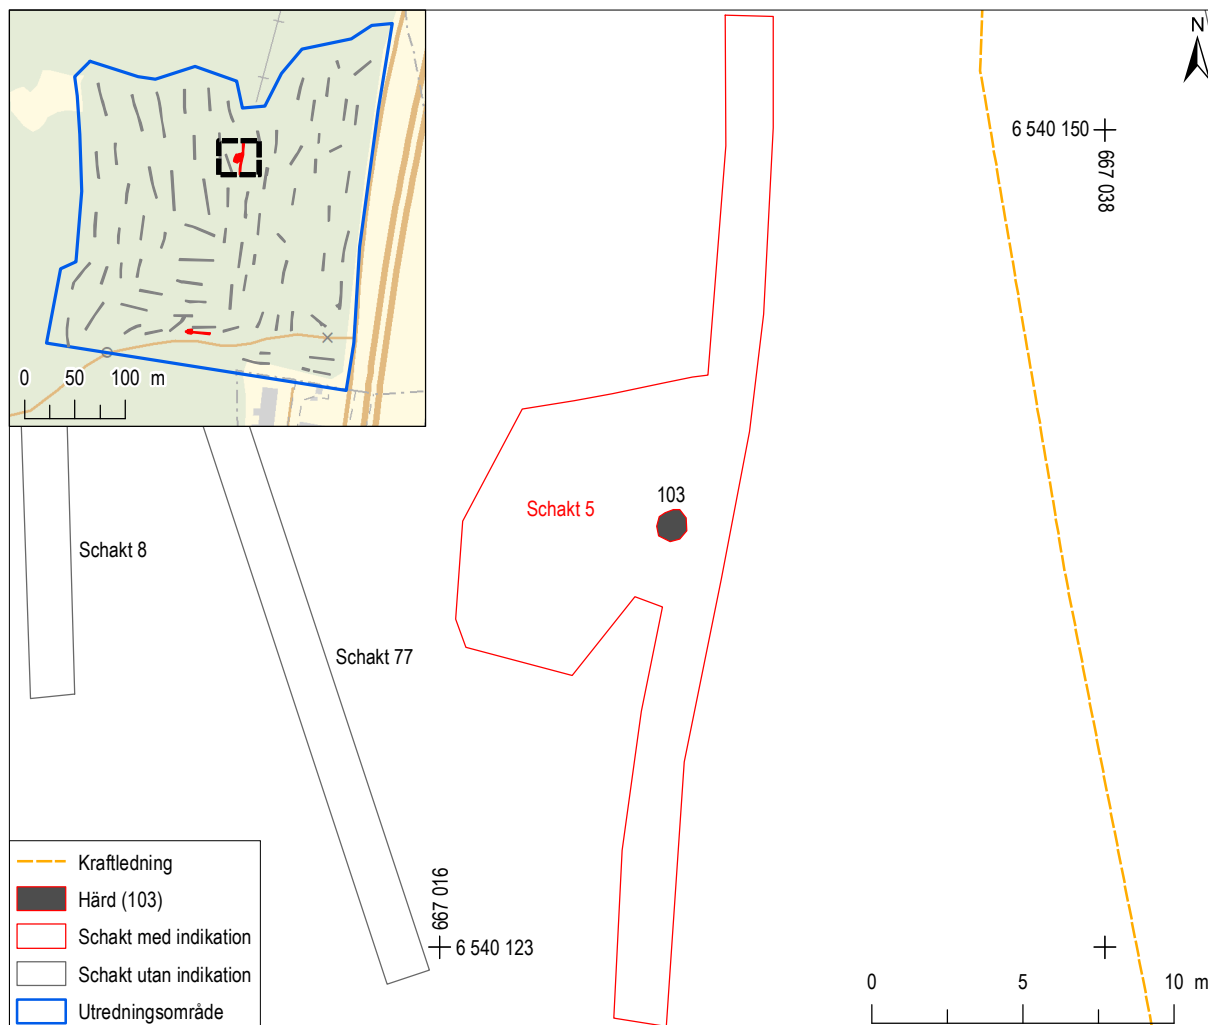 N
6 540 150
667 038
0 50 100 m
103
Schakt 5
Schakt 8
Schakt 77
667 016
6 540 123
Kraftledning
Härd (103)
Schakt med indikation
Schakt utan indikation
Utredningsområde
0 5 10 m